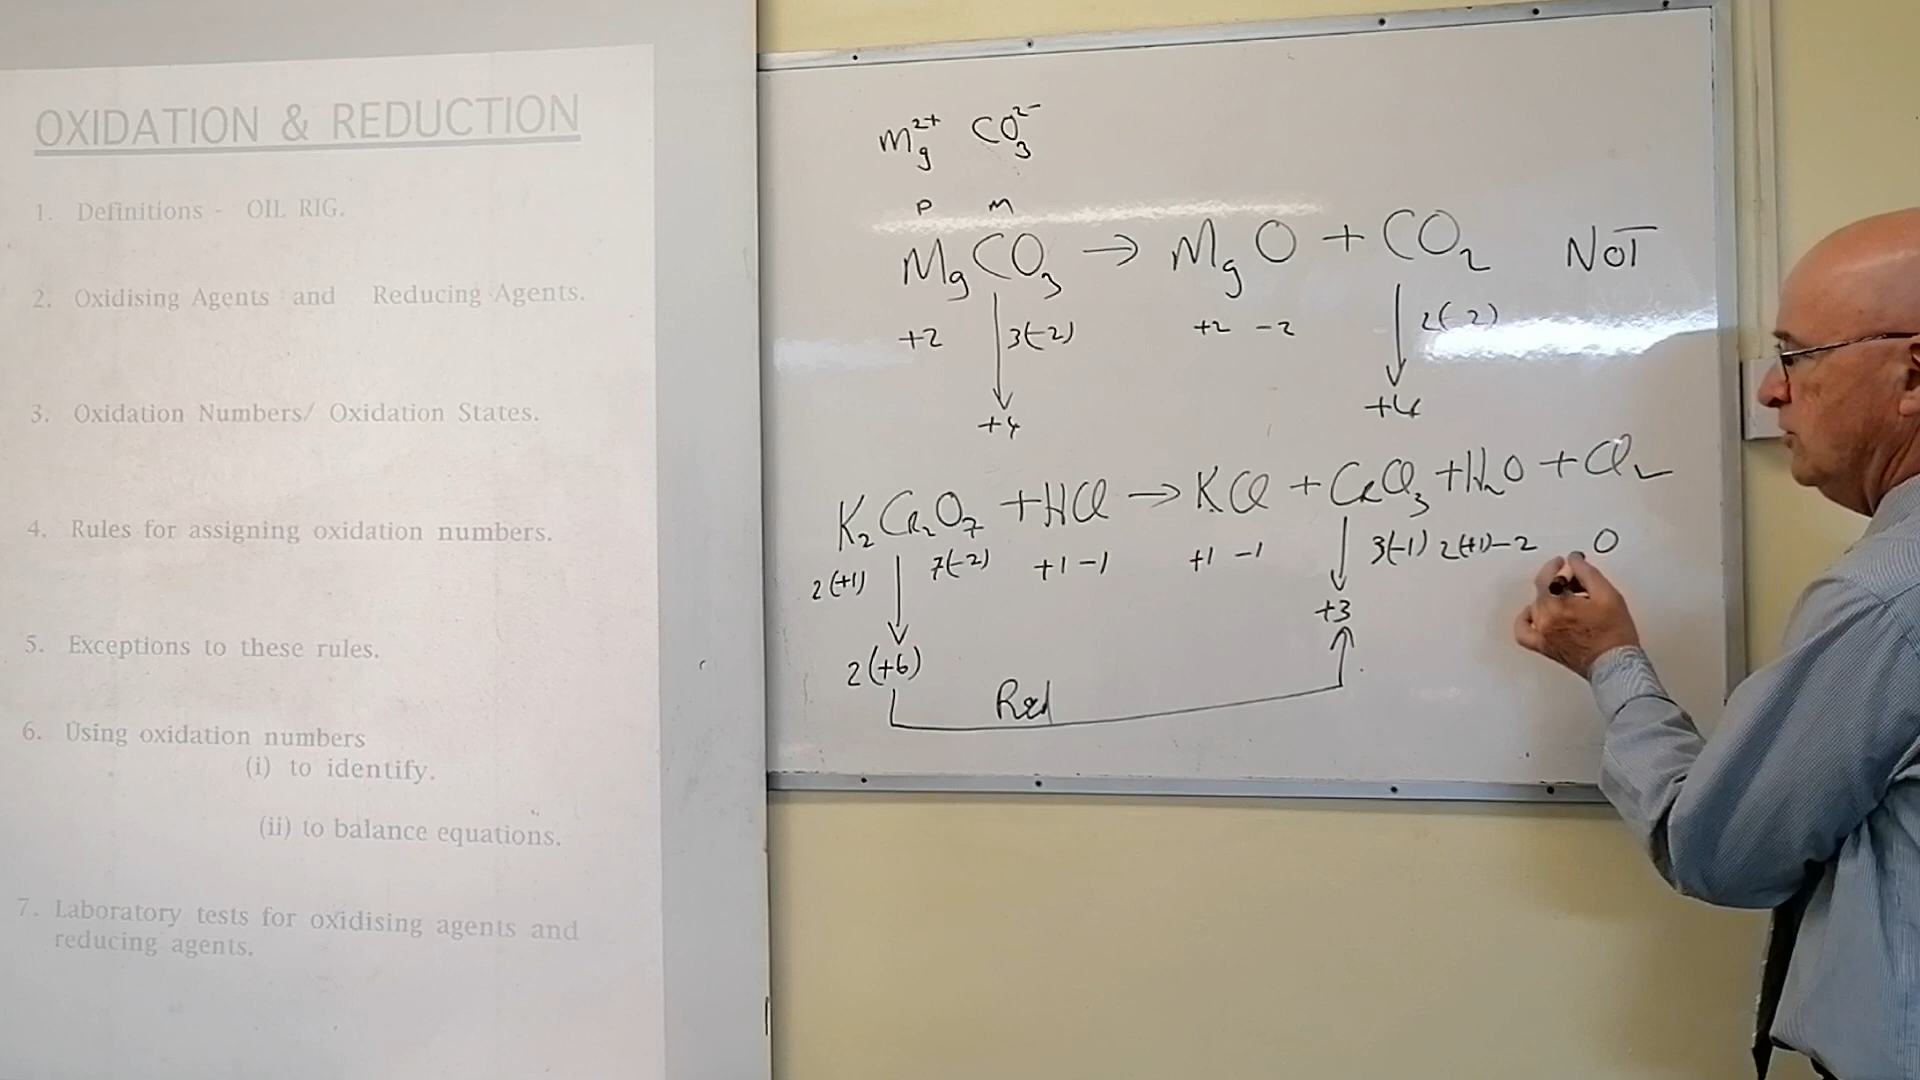 OXIDATION & REDUCTION
1. Definitions - OIL RIG.
2. Oxidising Agents and Reducing Agents.
3. Oxidation Numbers/ Oxidation States.
4. Rules for assigning oxidation numbers.
5. Exceptions to these rules.
6. Using oxidation numbers
(i) to identify.
(ii) to balance equations.
7. Laboratory tests for oxidising agents and
reducing agents.
Mg²⁺ CO₃²⁻
P M
MgCO₃ → MgO + CO₂ NOT
+2 3(-2) +2 -2 2(-2)
+4 +4
K₂Cr₂O₇ + HCl → KCl + CrCl₃ + H₂O + Cl₂
2(+1) 7(-2) +1 -1 +1 -1 3(-1) 2(+1) -2 0
+3
2(+6)
Red